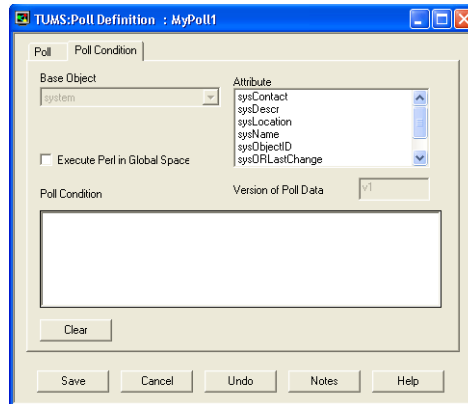 TUMS:Poll Definition : MyPoll1
Poll
Poll Condition
Base Object
Attribute
system
sysContact
sysDescr
sysLocation
sysName
sysObjectID
sysORLastChange
Execute Perl in Global Space
Version of Poll Data
v1
Poll Condition
Clear
Save
Cancel
Undo
Notes
Help